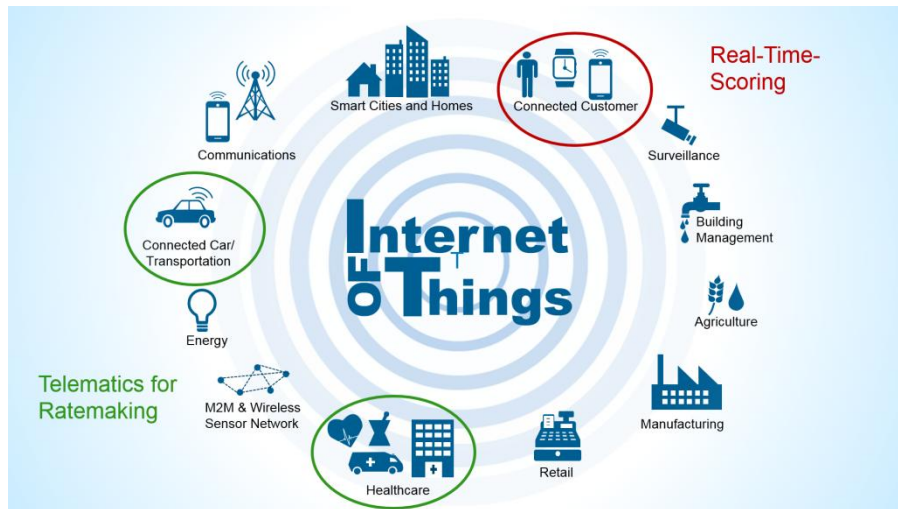 Real-Time-
Scoring
Smart Cities and Homes
Connected Customer
Communications
Surveillance
Connected Car/
Transportation
Building
Management
Internet
OF Things
Energy
Agriculture
Telematics for
Ratemaking
M2M & Wireless
Sensor Network
Manufacturing
Healthcare
Retail